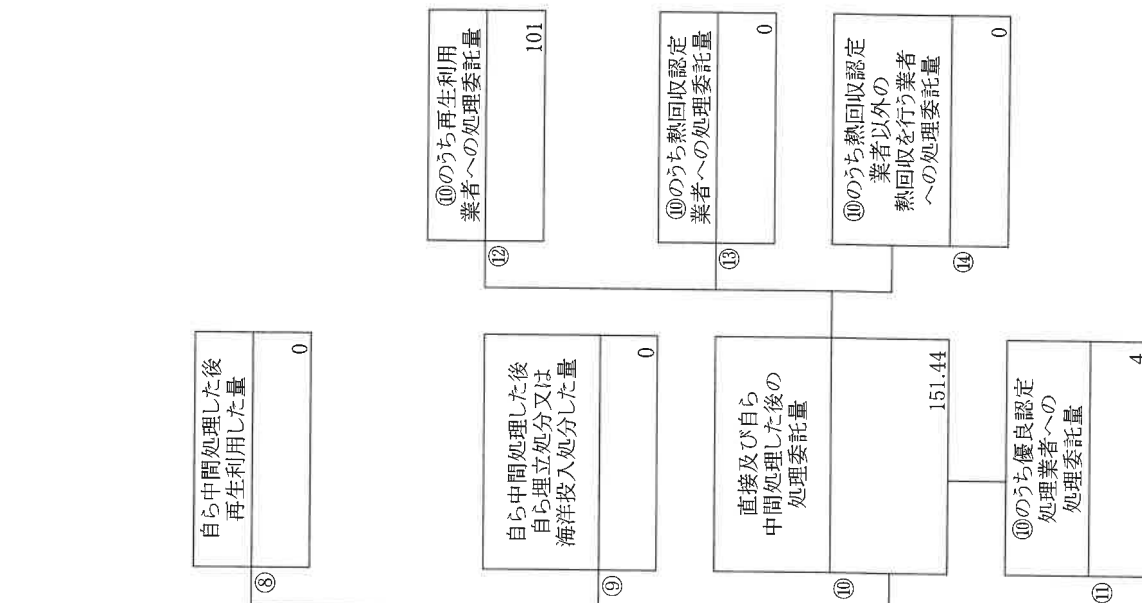 ⑧
自ら中間処理した後
再生利用した量
0
⑨
自ら中間処理した後
自ら埋立処分又は
海洋投入処分した量
0
⑩
直接及び自ら
中間処理した後の
処理委託量
151.44
⑪
⑩のうち優良認定
処理業者への
処理委託量
4
⑫
⑩のうち再生利用
業者への処理委託量
101
⑬
⑩のうち熱回収認定
業者への処理委託量
0
⑭
⑩のうち熱回収認定
業者以外の
熱回収を行う業者
への処理委託量
0